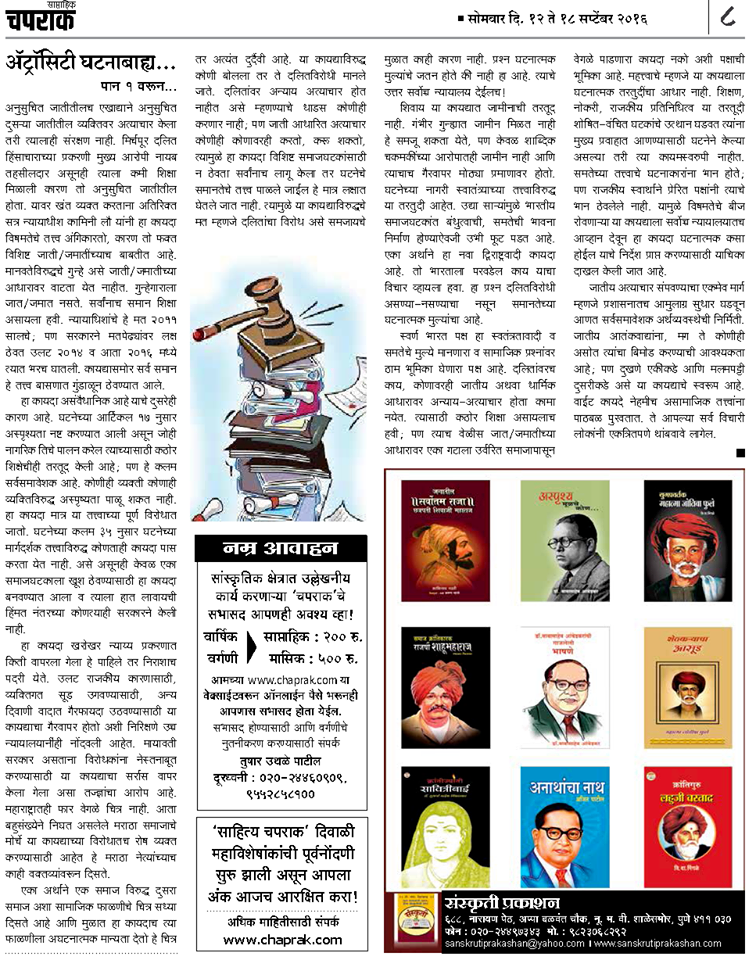 साप्ताहिक
चपराक
▪ सोमवार दि. १२ ते १८ सप्टेंबर २०१६
८
ॲट्रॉसिटी घटनाबाह्य...
पान १ वरून...
अनुसुचित जातीतीलच एखाद्याने अनुसुचित
दुसऱ्या जातीतील व्यक्तिवर अत्याचार केला
तरी त्यालाही संरक्षण नाही. मिर्चपूर दलित
हिंसाचाराच्या प्रकरणी मुख्य आरोपी नायब
तहसीलदार असूनही त्याला कमी शिक्षा
मिळाली कारण तो अनुसुचित जातीतील
होता. यावर खंत व्यक्त करताना अतिरिक्त
सत्र न्यायाधीश कामिनी लौ यांनी हा कायदा
विषमतेचे तत्त्व अंगिकारतो, कारण तो फक्त
विशिष्ट जाती/जमातींच्याच बाबतीत आहे.
मानवतेविरुद्धचे गुन्हे असे जाती/जमातीच्या
आधारावर वाटता येत नाहीत. गुन्हेगाराला
जात/जमात नसते. सर्वांनाच समान शिक्षा
असायला हवी. न्यायाधिशांचे हे मत २०११
सालचे; पण सरकारने मतपेढ्यांवर लक्ष
ठेवत उलट २०१४ व आता २०१६ मध्ये
त्यात भरच घातली. कायद्यासमोर सर्व समान
हे तत्त्व बासणात गुंडाळून ठेवण्यात आले.
हा कायदा असंवैधानिक आहे याचे दुसरेही
कारण आहे. घटनेच्या आर्टिकल १७ नुसार
अस्पृश्यता नष्ट करण्यात आली असून जोही
नागरिक तिचे पालन करेल त्याच्यासाठी कठोर
शिक्षेचीही तरतूद केली आहे; पण हे कलम
सर्वसमावेशक आहे. कोणीही व्यक्ती कोणाही
व्यक्तिविरुद्ध अस्पृष्यता पाळू शकत नाही.
हा कायदा मात्र या तत्त्वाच्या पूर्ण विरोधात
जातो. घटनेच्या कलम ३५ नुसार घटनेच्या
मार्गदर्शक तत्त्वाविरुद्ध कोणताही कायदा पास
करता येत नाही. असे असूनही केवळ एका
समाजघटकाला खूश ठेवण्यासाठी हा कायदा
बनवण्यात आला व त्याला हात लावायची
हिंमत नंतरच्या कोणत्याही सरकारने केली
नाही.
हा कायदा खरोखर न्याय्य प्रकरणात
किती वापरला गेला हे पाहिले तर निराशाच
पदरी येते. उलट राजकीय कारणासाठी,
व्यक्तिगत सूड उगवण्यासाठी, अन्य
दिवाणी वादात गैरफायदा उठवण्यासाठी या
कायद्याचा गैरवापर होतो अशी निरिक्षणे उच्च
न्यायालयानीही नोंदवली आहेत. मायावती
सरकार असताना विरोधकांना नेस्तनाबूत
करण्यासाठी या कायद्याचा सर्रास वापर
केला गेला असा तज्ज्ञांचा आरोप आहे.
महाराष्ट्रातही फार वेगळे चित्र नाही. आता
बहुसंख्येने निघत असलेले मराठा समाजाचे
मोर्चे या कायद्याच्या विरोधातच रोष व्यक्त
करण्यासाठी आहेत हे मराठा नेत्यांच्याच
काही वक्तव्यांवरून दिसते.
एका अर्थाने एक समाज विरुद्ध दुसरा
समाज अशा सामाजिक फाळणीचे चित्र सध्या
दिसते आहे आणि मुळात हा कायदाच त्या
फाळणीला अघटनात्मक मान्यता देतो हे चित्र
तर अत्यंत दुर्दैवी आहे. या कायद्याविरुद्ध
कोणी बोलला तर ते दलितविरोधी मानले
जाते. दलितांवर अन्याय अत्याचार होत
नाहीत असे म्हणण्याचे धाडस कोणीही
करणार नाही; पण जाती आधारित अत्याचार
कोणीही कोणावरही करतो, करू शकतो,
त्यामुळे हा कायदा विशिष्ट समाजघटकांसाठी
न ठेवता सर्वांनाच लागू केला तर घटनेचे
समानतेचे तत्त्व पाळले जाईल हे मात्र लक्षात
घेतले जात नाही. त्यामुळे या कायद्याविरुद्धचे
मत म्हणजे दलितांचा विरोध असे समजायचे
नम्र आवाहन
सांस्कृतिक क्षेत्रात उल्लेखनीय
कार्य करणाऱ्या 'चपराक'चे
सभासद आपणही अवश्य व्हा!
वार्षिक वर्गणी
साप्ताहिक : २०० रु.
मासिक : ५०० रु.
आमच्या www.chaprak.com या
वेबसाईटवरून ऑनलाईन पैसे भरूनही
आपणास सभासद होता येईल.
सभासद होण्यासाठी आणि वर्गणीचे
नुतनीकरण करण्यासाठी संपर्क
तुषार उथळे पाटील
दूरध्वनी : ०२०-२४४६०९०९,
९५५२८५८१००
'साहित्य चपराक' दिवाळी
महाविशेषांकांची पूर्वनोंदणी
सुरु झाली असून आपला
अंक आजच आरक्षित करा!
अधिक माहितीसाठी संपर्क
www.chaprak.com
मुळात काही कारण नाही. प्रश्न घटनात्मक
मुल्यांचे जतन होते की नाही हा आहे. त्याचे
उत्तर सर्वोच्च न्यायालय देईलच!
शिवाय या कायद्यात जामीनाची तरतूद
नाही. गंभीर गुन्ह्यात जामीन मिळत नाही
हे समजू शकता येते, पण केवळ शाब्दिक
चकमकींच्या आरोपातही जामीन नाही आणि
त्याचाच गैरवापर मोठ्या प्रमाणावर होतो.
घटनेच्या नागरी स्वातंत्र्याच्या तत्त्वाविरुद्ध
या तरतुदी आहेत. उद्या साऱ्यांमुळे भारतीय
समाजघटकांत बंधुत्वाची, समतेची भावना
निर्माण होण्याऐवजी उभी फूट पडत आहे.
एका अर्थाने हा नवा द्विराष्ट्रवादी कायदा
आहे. तो भारताला परवडेल काय याचा
विचार व्हायला हवा. हा प्रश्न दलितविरोधी
असण्या-नसण्याचा नसून समानतेच्या
घटनात्मक मुल्यांचा आहे.
स्वर्ण भारत पक्ष हा स्वतंत्रतावादी व
समतेचे मुल्ये मानणारा व सामाजिक प्रश्नांवर
ठाम भूमिका घेणारा पक्ष आहे. दलितांवरच
काय, कोणावरही जातीय अथवा धार्मिक
आधारावर अन्याय-अत्याचार होता कामा
नयेत. त्यासाठी कठोर शिक्षा असायलाच
हवी; पण त्याच वेळीस जात/जमातीच्या
आधारावर एका गटाला उर्वरित समाजापासून
वेगळे पाडणारा कायदा नको अशी पक्षाची
भूमिका आहे. महत्त्वाचे म्हणजे या कायद्याला
घटनात्मक तरतुदींचा आधार नाही. शिक्षण,
नोकरी, राजकीय प्रतिनिधित्व या तरतूदी
शोषित-वंचित घटकांचे उत्थान घडवत त्यांना
मुख्य प्रवाहात आणण्यासाठी घटनेने केल्या
असल्या तरी त्या कायमस्वरुपी नाहीत.
समतेच्या तत्त्वाचे घटनाकारांना भान होते;
पण राजकीय स्वार्थाने प्रेरित पक्षांनी त्याचे
भान ठेवलेले नाही. यामुळे विषमतेचे बीज
रोवणाऱ्या या कायद्याला सर्वोच्च न्यायालयातच
आव्हान देवून हा कायदा घटनात्मक कसा
होईल याचे निर्देश प्राप्त करण्यासाठी याचिका
दाखल केली जात आहे.
जातीय अत्याचार संपवण्याचा एकमेव मार्ग
म्हणजे प्रशासनातच आमुलाग्र सुधार घडवून
आणत सर्वसमावेशक अर्थव्यवस्थेची निर्मिती.
जातीय आतंकवाद्यांना, मग ते कोणीही
असोत त्यांचा बिमोड करण्याची आवश्यकता
आहे; पण दुखणे एकीकडे आणि मलमपट्टी
दुसरीकडे असे या कायद्याचे स्वरूप आहे.
वाईट कायदे नेहमीच असामाजिक तत्त्वांना
पाठबळ पुरवतात. ते आपल्या सर्व विचारी
लोकांनी एकत्रितपणे थांबवावे लागेल.
जनतारील
॥सर्वोत्तम राजा॥
छत्रपती शिवाजी महाराज
अस्पृश्य
मूळचे
कोण...
डॉ. बाबासाहेब आंबेडकर
युगप्रवर्तक
महात्मा जोतिबा फुले
समाज क्रांतिकारक
राजर्षी शाहूमहाराज
डॉ. बाबासाहेब आंबेडकरांची
गाजलेली
भाषणे
डॉ. बाबासाहेब आंबेडकर
शेतकऱ्याचा
आसूड
महात्मा जोतीराव फुले
क्रांतीज्योती
सावित्रीबाई
अनाथांचा नाथ
अनिल पाटील
क्रांतिगुरु
लहुजी वस्ताद
वि.वा.पिंगळे
संस्कृती प्रकाशन
६८८, नारायण पेठ, अप्पा बळवंत चौक, नू. म. वी. शाळेसमोर, पुणे ४११ ०३०
फोन : ०२०-२४४९७३४३ मो. : ९८२३०६८२९२
sanskrutiprakashan@yahoo.com | www.sanskrutiprakashan.com